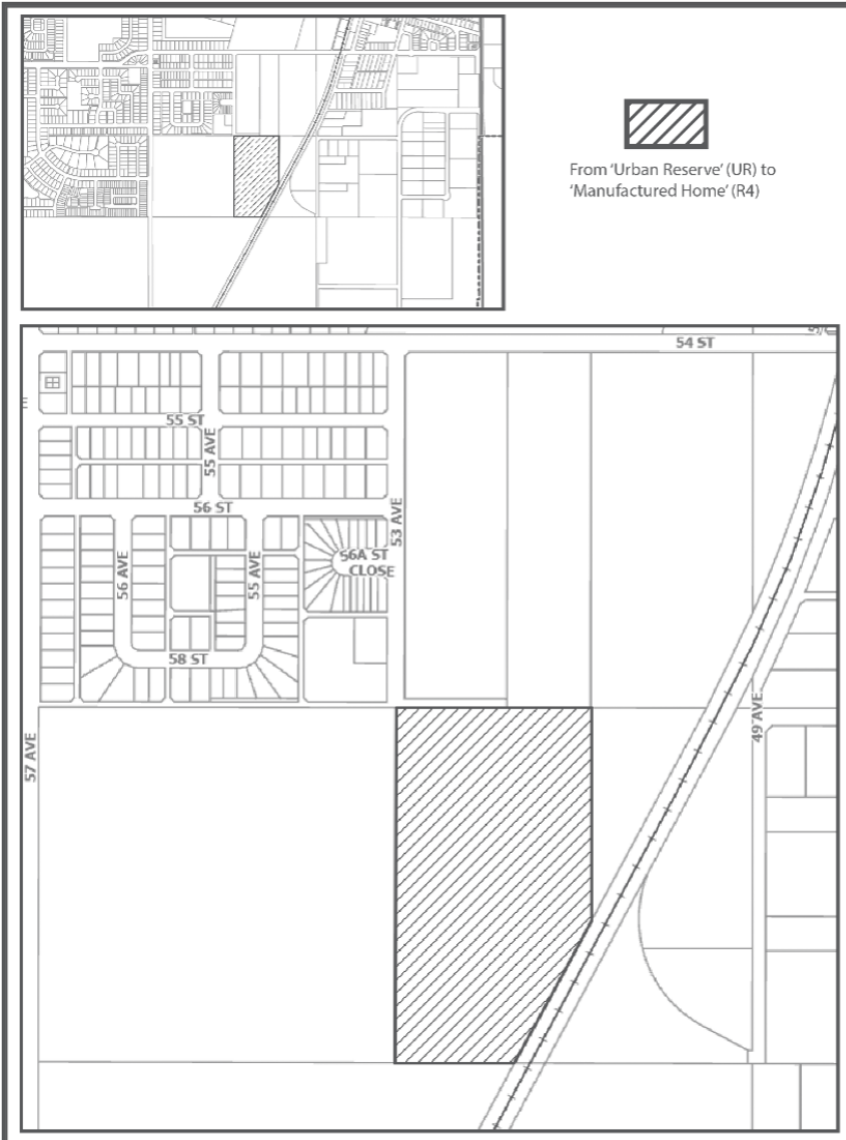 From 'Urban Reserve' (UR) to
'Manufactured Home' (R4)
54 ST
55 ST
55 AVE
56 ST
53 AVE
56A ST
CLOSE
56 AVE
55 AVE
58 ST
49 AVE
57 AVE